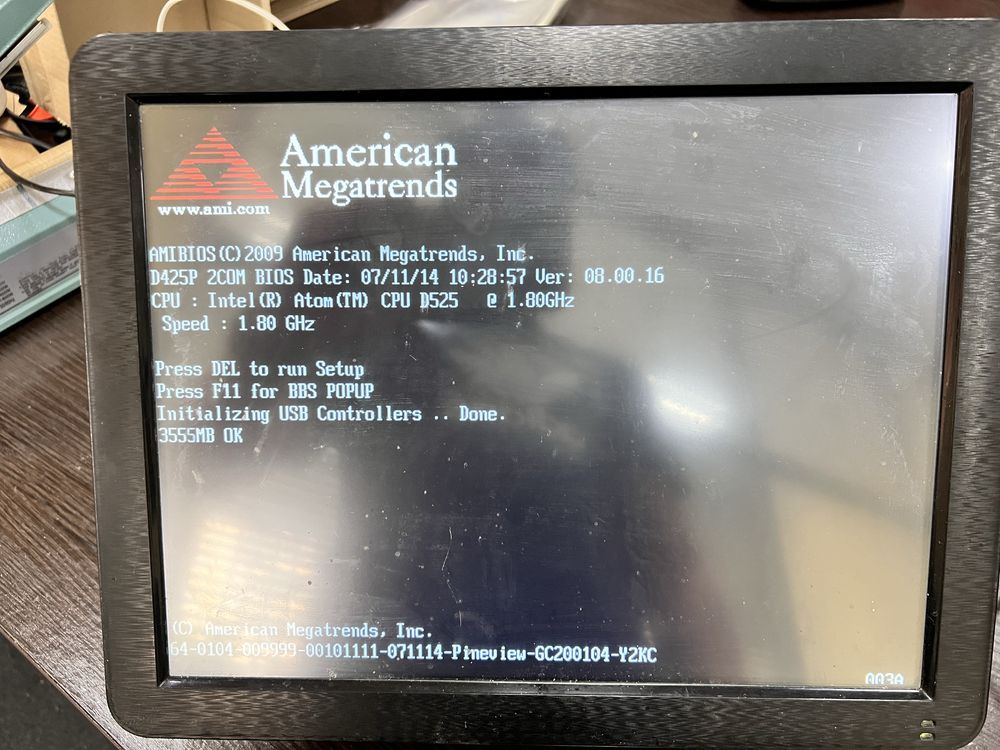 American
Megatrends
www.ami.com
AMIBIOS(C)2009 American Megatrends, Inc.
D425P 2COM BIOS Date: 07/11/14 10:28:57 Ver: 08.00.16
CPU : Intel(R) Atom(TM) CPU D525 @ 1.80GHz
Speed : 1.80 GHz
Press DEL to run Setup
Press F11 for BBS POPUP
Initializing USB Controllers .. Done.
3555MB OK
(C) American Megatrends, Inc.
64-0104-009999-00101111-071114-Pineview-GC200104-Y2KC
003A